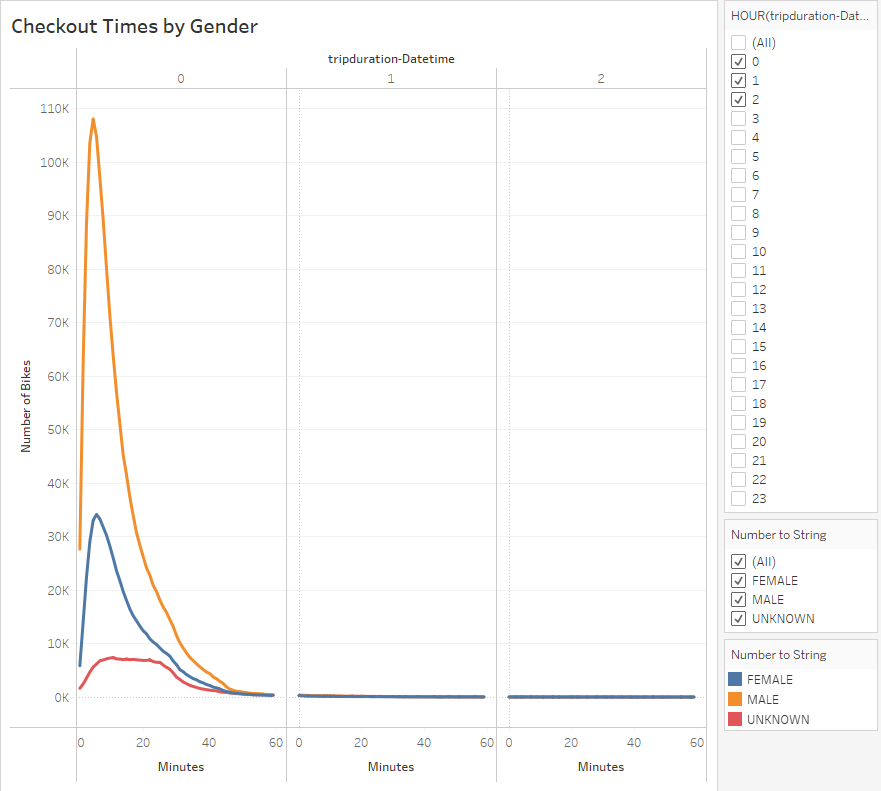 Checkout Times by Gender
tripduration-Datetime
0 1 2
110K
100K
90K
80K
70K
60K
50K
40K
30K
20K
10K
0K
Number of Bikes
0 20 40 60 0 20 40 60 0 20 40 60
Minutes Minutes Minutes
HOUR(tripduration-Dat...
(All)
0
1
2
3
4
5
6
7
8
9
10
11
12
13
14
15
16
17
18
19
20
21
22
23
Number to String
(All)
FEMALE
MALE
UNKNOWN
Number to String
FEMALE
MALE
UNKNOWN